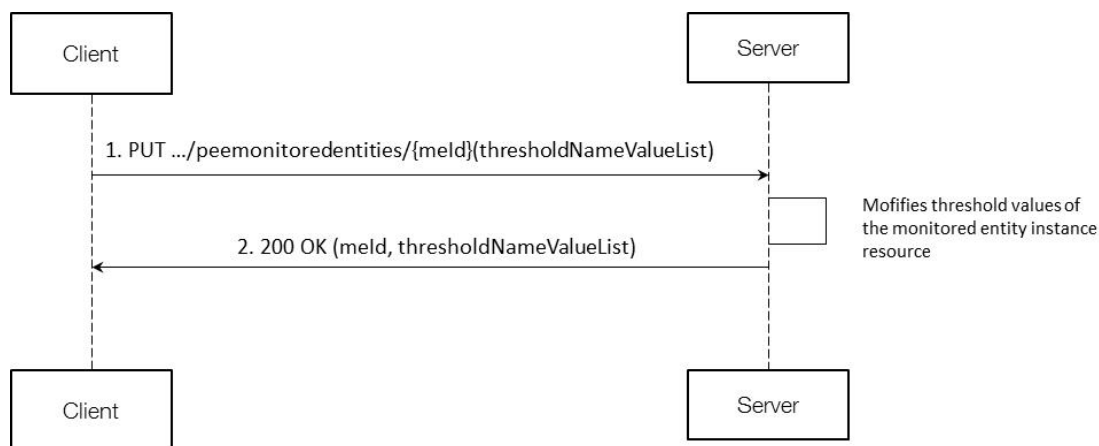 Client
Server
1. PUT .../peemonitoredentities/{meId}(thresholdNameValueList)
Mofifies threshold values of
the monitored entity instance
resource
2. 200 OK (meId, thresholdNameValueList)
Client
Server